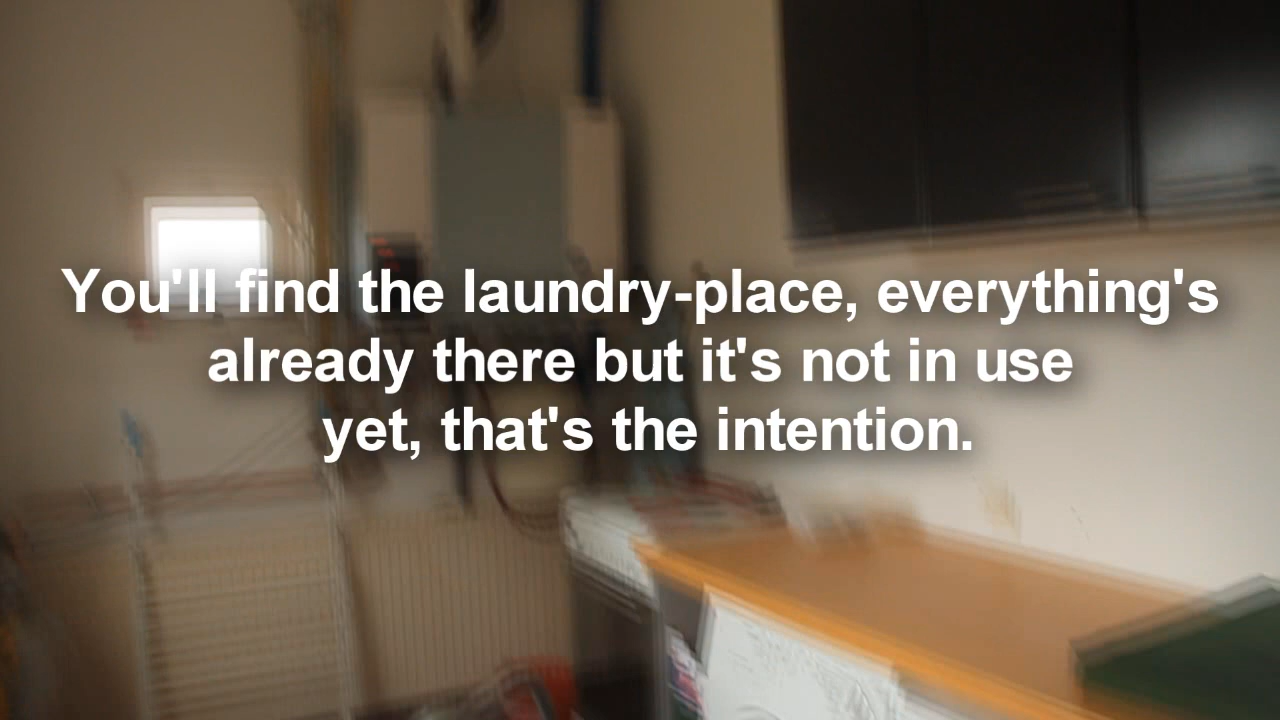 You'll find the laundry-place, everything's
already there but it's not in use
yet, that's the intention.